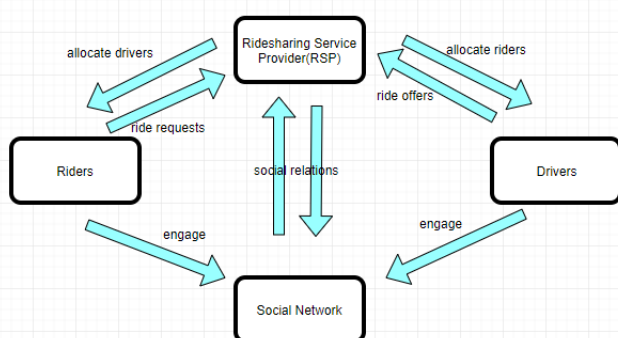 Ridesharing Service
Provider(RSP)
allocate drivers
allocate riders
ride offers
ride requests
Riders
social relations
Drivers
engage
engage
Social Network